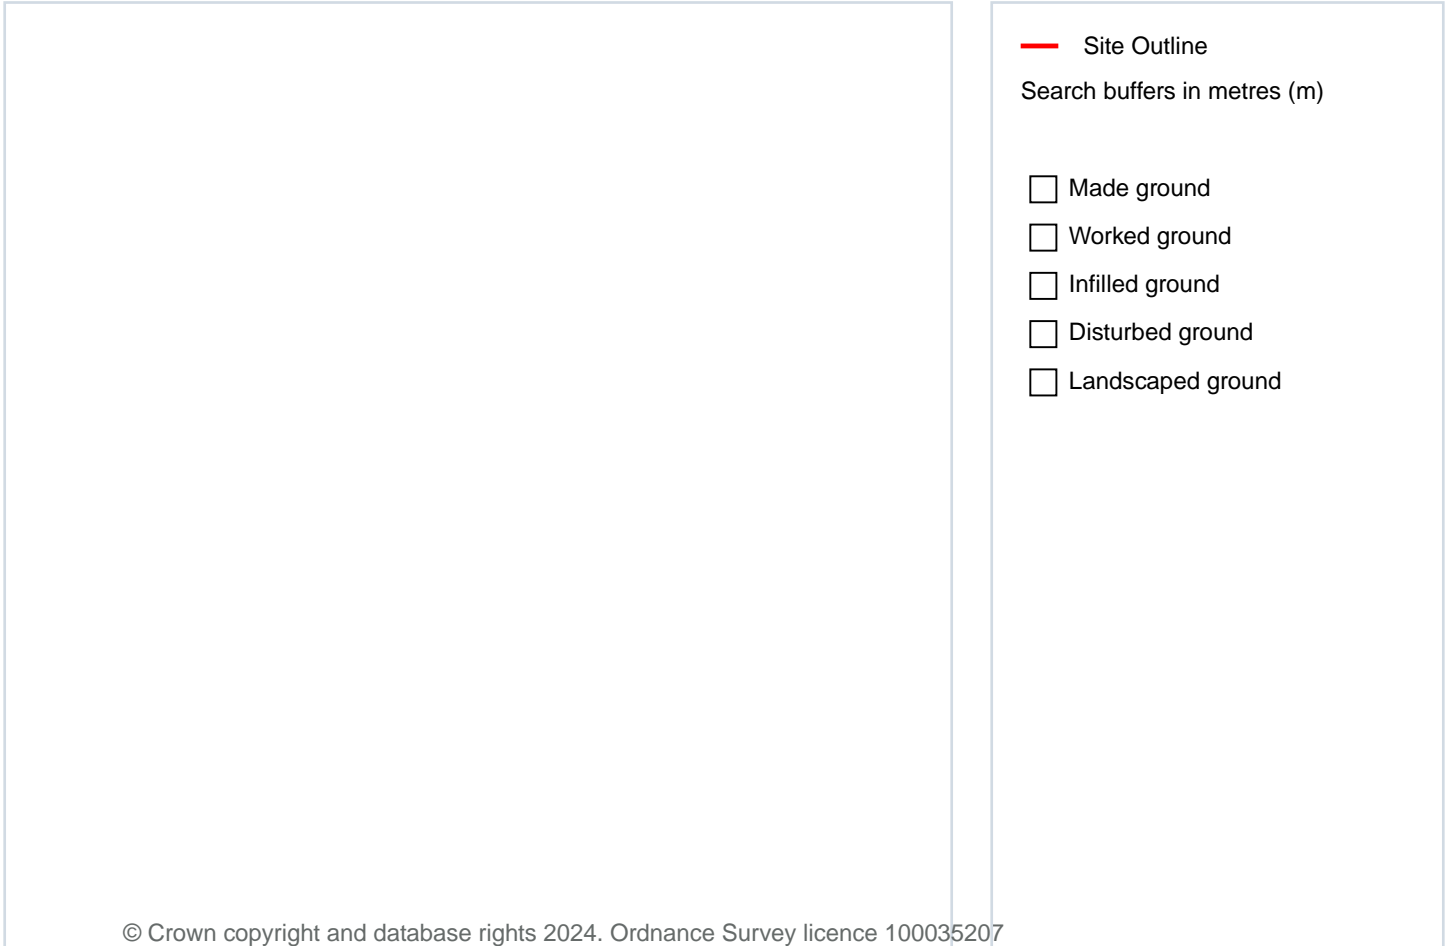 Site Outline
Search buffers in metres (m)
Made ground
Worked ground
Infilled ground
Disturbed ground
Landscaped ground
© Crown copyright and database rights 2024. Ordnance Survey licence 100035207